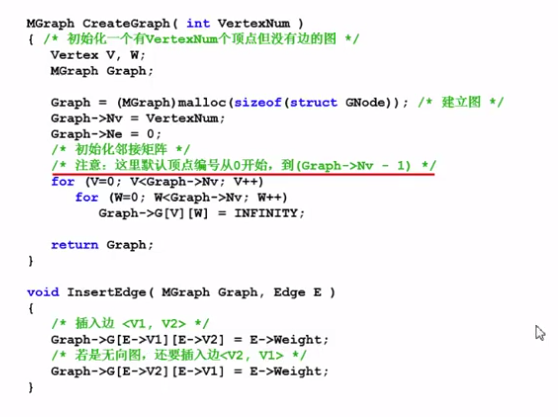 MGraph CreateGraph( int VertexNum )
{ /* 初始化一个有VertexNum个顶点但没有边的图 */
Vertex V, W;
MGraph Graph;
Graph = (MGraph)malloc(sizeof(struct GNode)); /* 建立图 */
Graph->Nv = VertexNum;
Graph->Ne = 0;
/* 初始化邻接矩阵 */
/* 注意：这里默认顶点编号从0开始，到(Graph->Nv - 1) */
for (V=0; V<Graph->Nv; V++)
for (W=0; W<Graph->Nv; W++)
Graph->G[V][W] = INFINITY;
return Graph;
}
void InsertEdge( MGraph Graph, Edge E )
{
/* 插入边 <V1, V2> */
Graph->G[E->V1][E->V2] = E->Weight;
/* 若是无向图，还要插入边<V2, V1> */
Graph->G[E->V2][E->V1] = E->Weight;
}